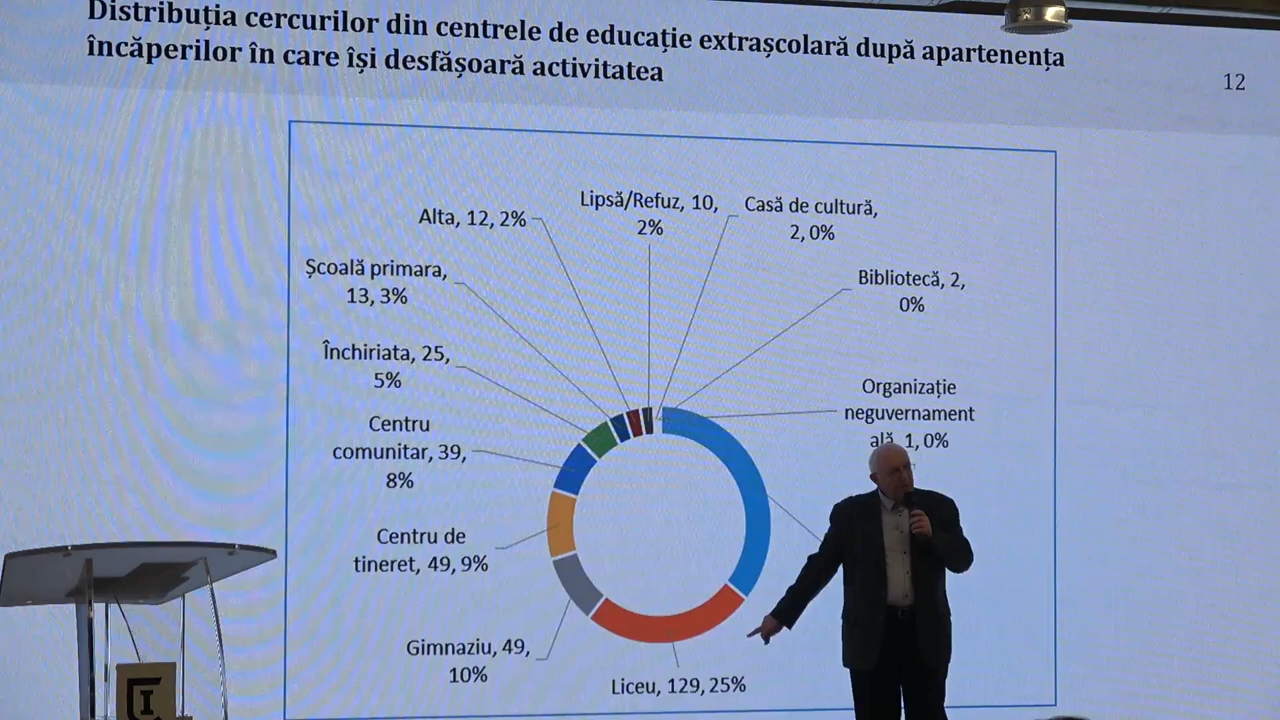 Distribuția cercurilor din centrele de educație extrașcolară după apartenența
încăperilor în care își desfășoară activitatea
12
Lipsă/Refuz, 10,
2%
Casă de cultură,
2, 0%
Alta, 12, 2%
Școală primara,
13, 3%
Bibliotecă, 2,
0%
Închiriata, 25,
5%
Organizație
neguvernament
ală, 1, 0%
Centru
comunitar, 39,
8%
Centru de
tineret, 49, 9%
Gimnaziu, 49,
10%
Liceu, 129, 25%
I